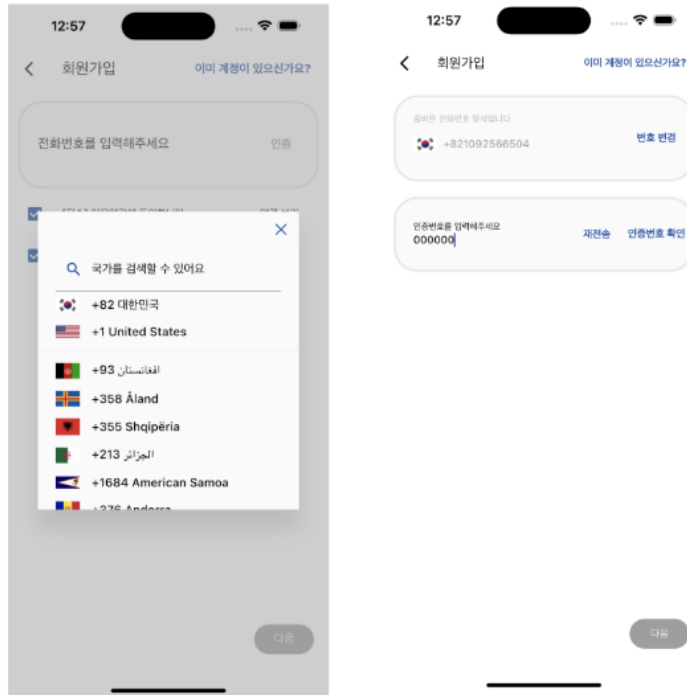 12:57
회원가입
이미 계정이 있으신가요?
전화번호를 입력해주세요
인증
국가를 검색할 수 있어요
+82 대한민국
+1 United States
+93 افغانستان
+358 Åland
+355 Shqipëria
+213 الجزائر
+1684 American Samoa
+376 Andorra
다음
12:57
회원가입
이미 계정이 있으신가요?
올바른 전화번호 형식입니다
+821092566504
번호 변경
인증번호를 입력해주세요
000000
재전송
인증번호 확인
다음